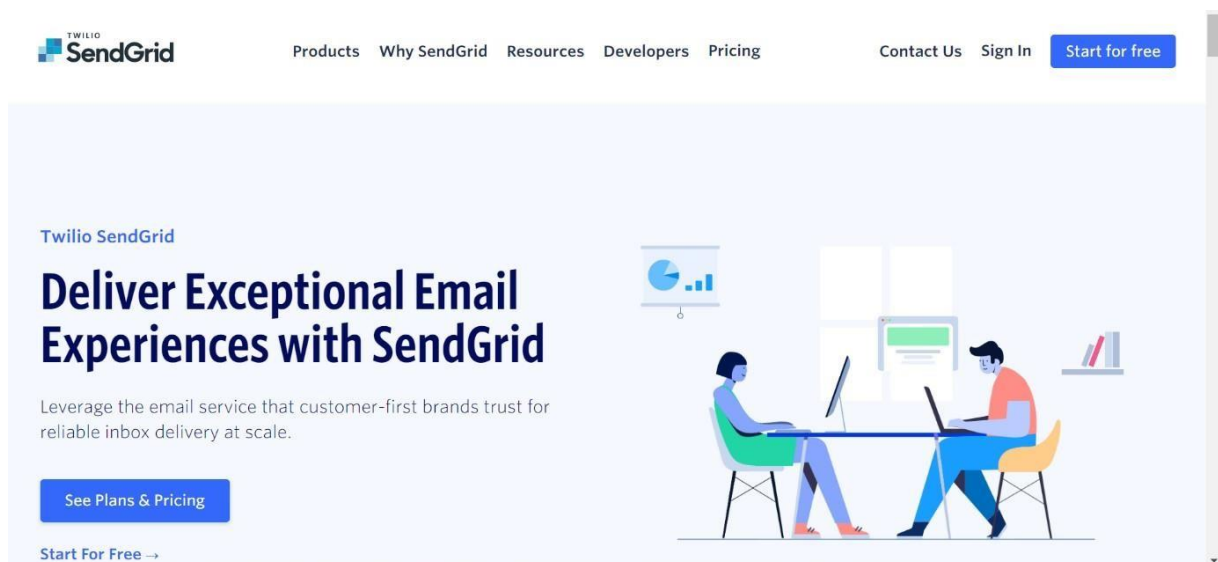 TWILIO
SendGrid
Products Why SendGrid Resources Developers Pricing Contact Us Sign In Start for free
Twilio SendGrid
Deliver Exceptional Email
Experiences with SendGrid
Leverage the email service that customer-first brands trust for
reliable inbox delivery at scale.
See Plans & Pricing
Start For Free →